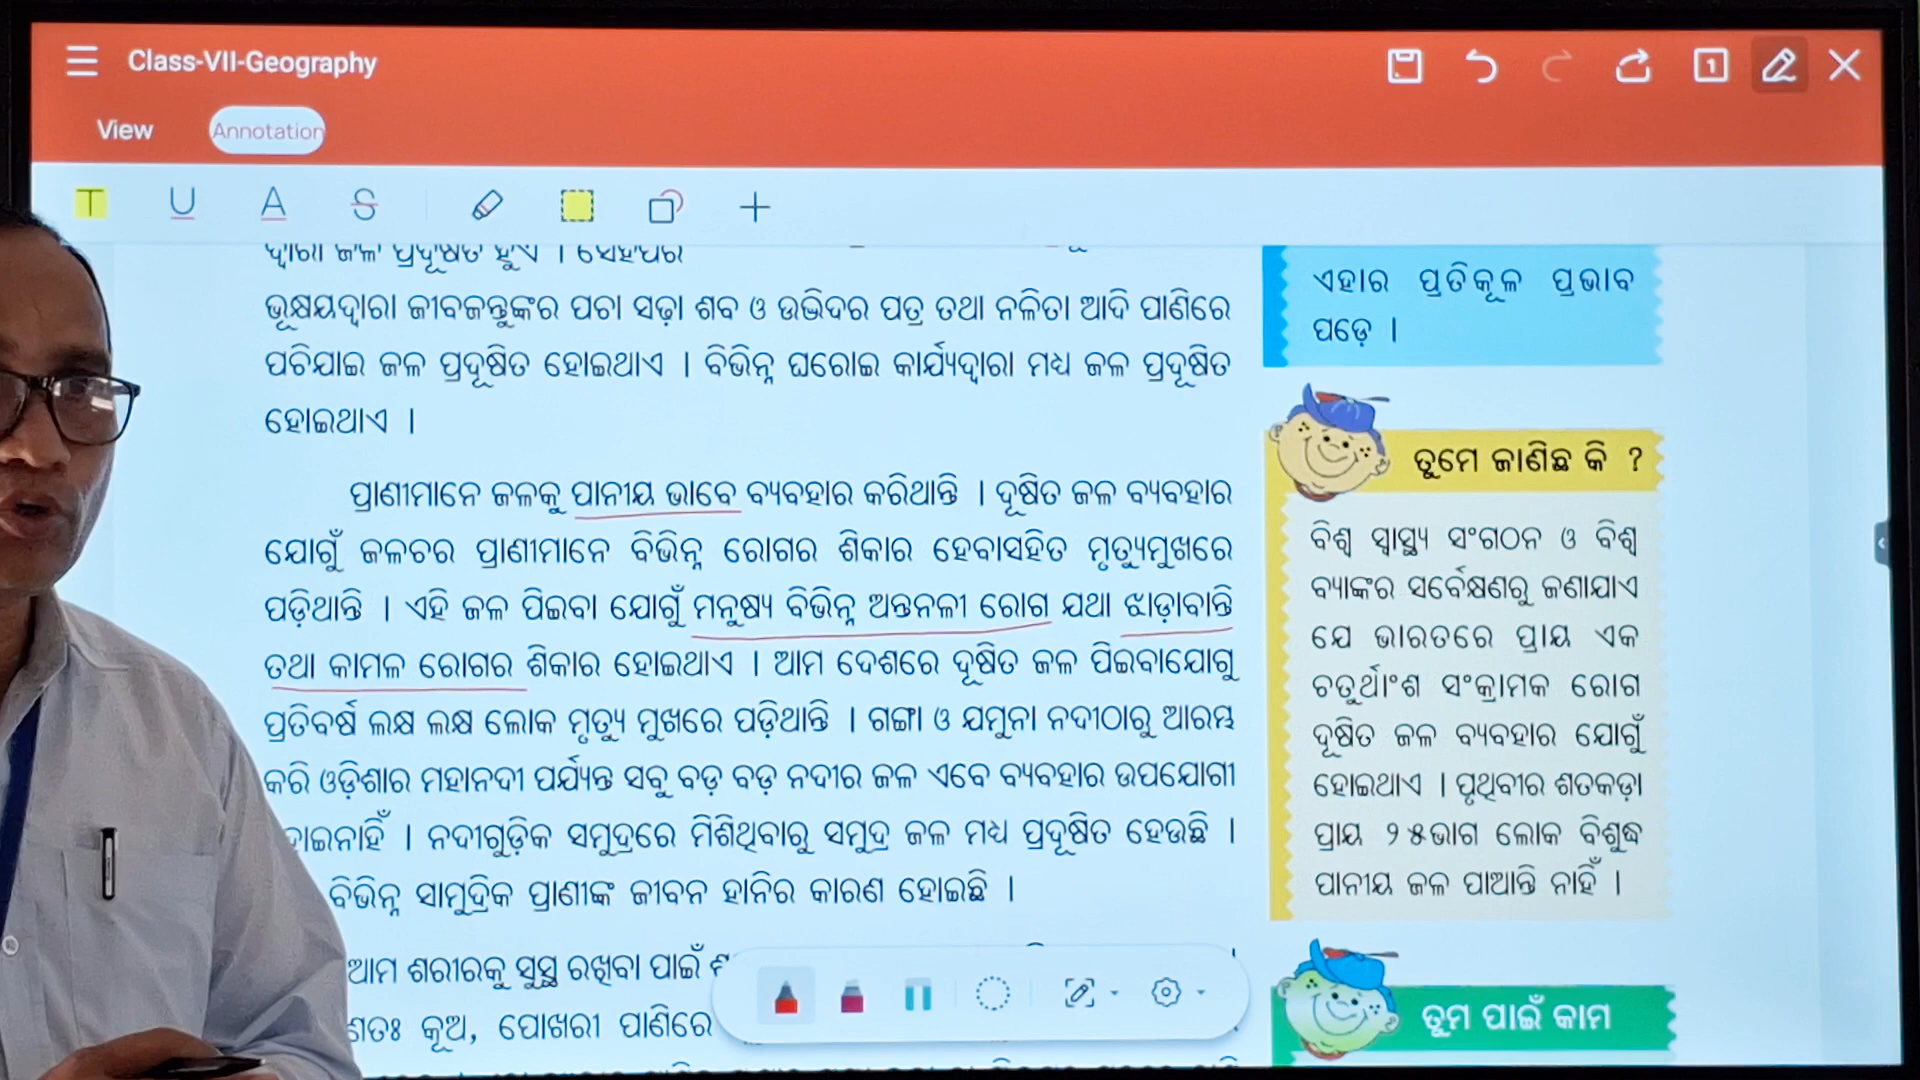 Class-VII-Geography
View Annotation
ଭୂକ୍ଷୟଦ୍ୱାରା ଜୀବଜନ୍ତୁଙ୍କର ପଚା ସଢ଼ା ଶବ ଓ ଉଦ୍ଭିଦର ପତ୍ର ତଥା ନଳିତା ଆଦି ପାଣିରେ
ପଚିଯାଇ ଜଳ ପ୍ରଦୂଷିତ ହୋଇଥାଏ । ବିଭିନ୍ନ ଘରୋଇ କାର୍ଯ୍ୟଦ୍ୱାରା ମଧ୍ୟ ଜଳ ପ୍ରଦୂଷିତ
ହୋଇଥାଏ ।
ପ୍ରାଣୀମାନେ ଜଳକୁ ପାନୀୟ ଭାବେ ବ୍ୟବହାର କରିଥାନ୍ତି । ଦୂଷିତ ଜଳ ବ୍ୟବହାର
ଯୋଗୁଁ ଜଳଚର ପ୍ରାଣୀମାନେ ବିଭିନ୍ନ ରୋଗର ଶିକାର ହେବାସହିତ ମୃତ୍ୟୁମୁଖରେ
ପଡ଼ିଥାନ୍ତି । ଏହି ଜଳ ପିଇବା ଯୋଗୁଁ ମନୁଷ୍ୟ ବିଭିନ୍ନ ଅନ୍ତନଳୀ ରୋଗ ଯଥା ଝାଡ଼ାବାନ୍ତି
ତଥା କାମଳ ରୋଗର ଶିକାର ହୋଇଥାଏ । ଆମ ଦେଶରେ ଦୂଷିତ ଜଳ ପିଇବାଯୋଗୁ
ପ୍ରତିବର୍ଷ ଲକ୍ଷ ଲକ୍ଷ ଲୋକ ମୃତ୍ୟୁ ମୁଖରେ ପଡ଼ିଥାନ୍ତି । ଗଙ୍ଗା ଓ ଯମୁନା ନଦୀଠାରୁ ଆରମ୍ଭ
କରି ଓଡ଼ିଶାର ମହାନଦୀ ପର୍ଯ୍ୟନ୍ତ ସବୁ ବଡ଼ ବଡ଼ ନଦୀର ଜଳ ଏବେ ବ୍ୟବହାର ଉପଯୋଗୀ
ହୋଇନାହିଁ । ନଦୀଗୁଡ଼ିକ ସମୁଦ୍ରରେ ମିଶିଥିବାରୁ ସମୁଦ୍ର ଜଳ ମଧ୍ୟ ପ୍ରଦୂଷିତ ହେଉଛି ।
ବିଭିନ୍ନ ସାମୁଦ୍ରିକ ପ୍ରାଣୀଙ୍କ ଜୀବନ ହାନିର କାରଣ ହୋଇଛି ।
ଆମ ଶରୀରକୁ ସୁସ୍ଥ ରଖିବା ପାଇଁ
କୂଅ, ପୋଖରୀ ପାଣିରେ
ଏହାର ପ୍ରତିକୂଳ ପ୍ରଭାବ
ପଡ଼େ ।
ତୁମେ ଜାଣିଛ କି ?
ବିଶ୍ୱ ସ୍ୱାସ୍ଥ୍ୟ ସଂଗଠନ ଓ ବିଶ୍ୱ
ବ୍ୟାଙ୍କର ସର୍ବେକ୍ଷଣରୁ ଜଣାଯାଏ
ଯେ ଭାରତରେ ପ୍ରାୟ ଏକ
ଚତୁର୍ଥାଂଶ ସଂକ୍ରାମକ ରୋଗ
ଦୂଷିତ ଜଳ ବ୍ୟବହାର ଯୋଗୁଁ
ହୋଇଥାଏ । ପୃଥିବୀର ଶତକଡ଼ା
ପ୍ରାୟ ୨୫ଭାଗ ଲୋକ ବିଶୁଦ୍ଧ
ପାନୀୟ ଜଳ ପାଆନ୍ତି ନାହିଁ ।
ତୁମ ପାଇଁ କାମ